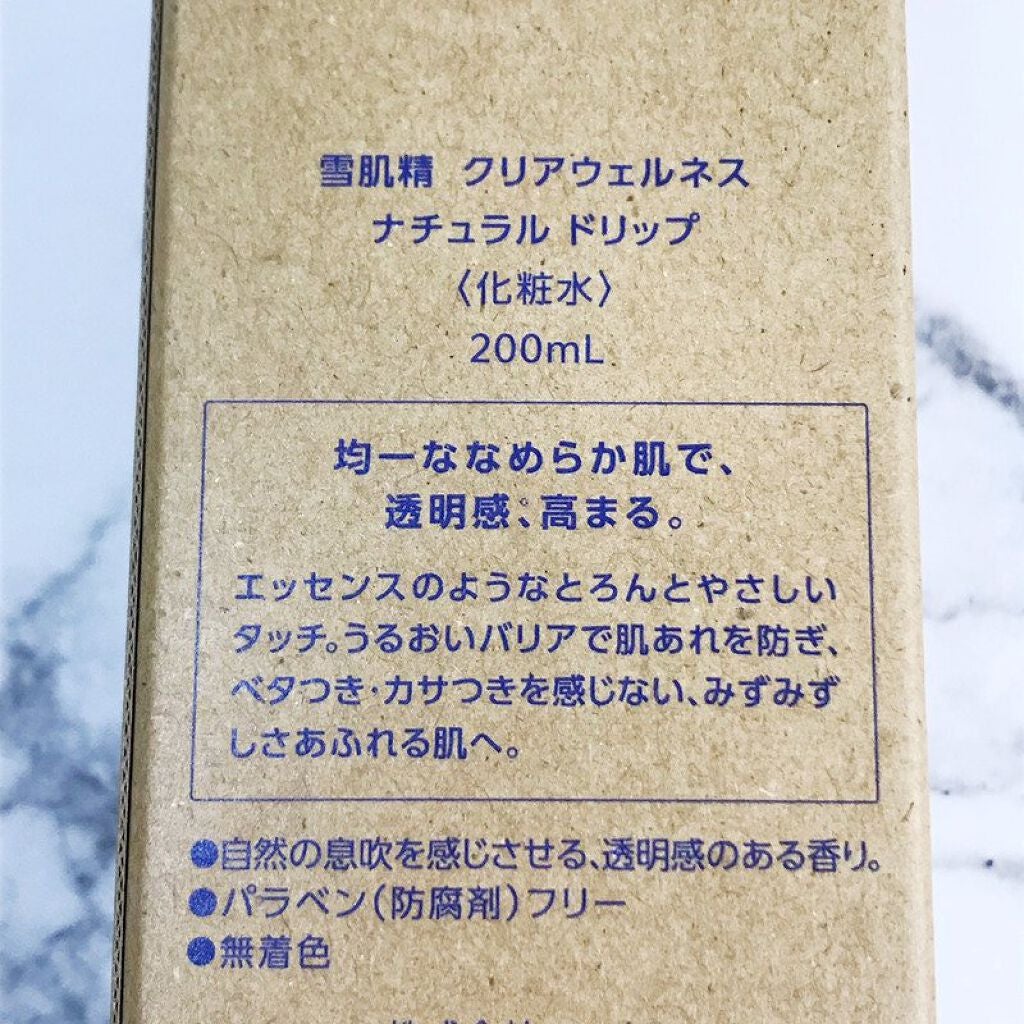 雪肌精 クリアウェルネス
ナチュラル ドリップ
〈化粧水〉
200mL
均一ななめらか肌で、
透明感、高まる。
エッセンスのようなとろんとやさしい
タッチ。うるおいバリアで肌あれを防ぎ、
ベタつき・カサつきを感じない、みずみず
しさあふれる肌へ。
●自然の息吹を感じさせる、透明感のある香り。
●パラベン（防腐剤）フリー
●無着色